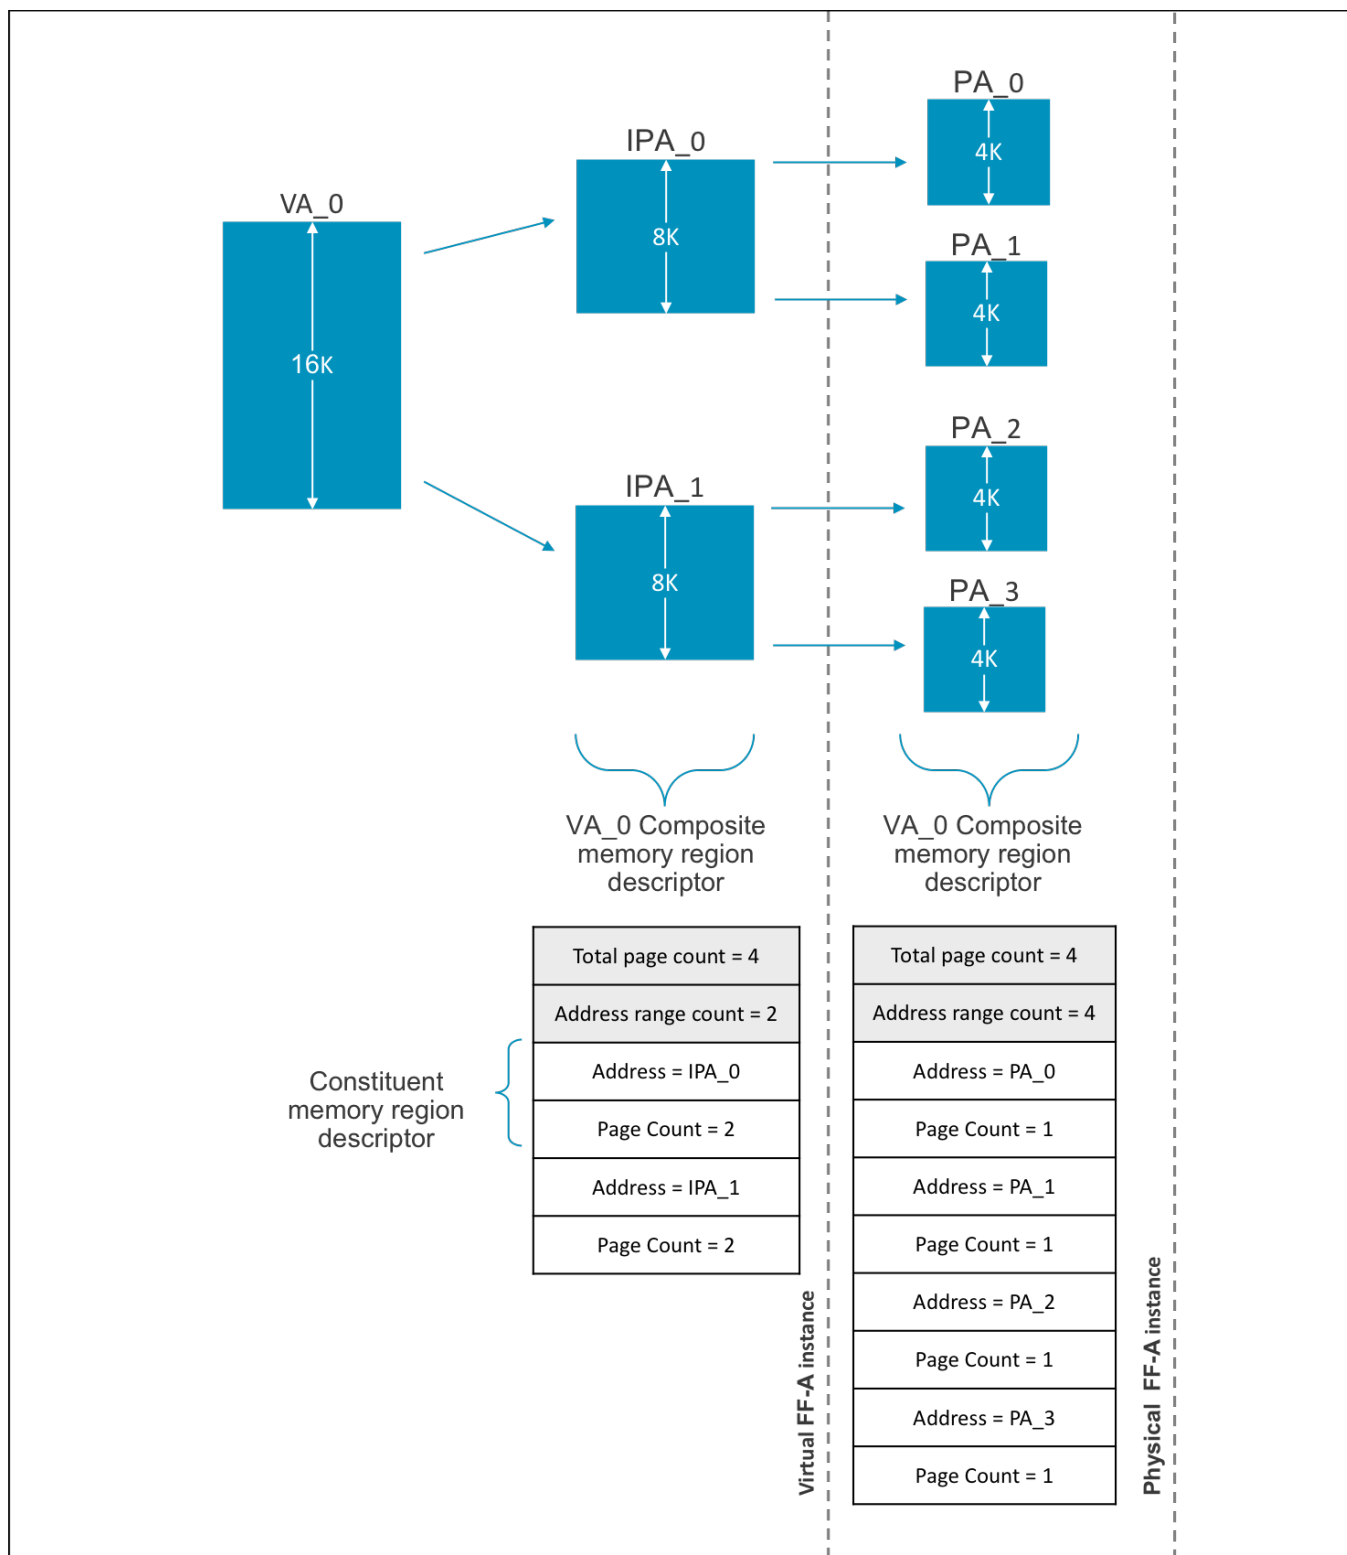 VA_0
16K
IPA_0
8K
IPA_1
8K
PA_0
4K
PA_1
4K
PA_2
4K
PA_3
4K
VA_0 Composite
memory region
descriptor
VA_0 Composite
memory region
descriptor
Constituent
memory region
descriptor
Total page count = 4
Address range count = 2
Address = IPA_0
Page Count = 2
Address = IPA_1
Page Count = 2
Virtual FF-A instance
Total page count = 4
Address range count = 4
Address = PA_0
Page Count = 1
Address = PA_1
Page Count = 1
Address = PA_2
Page Count = 1
Address = PA_3
Page Count = 1
Physical FF-A instance